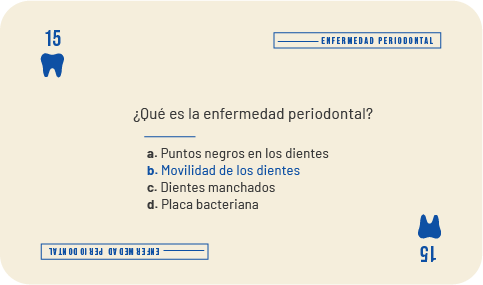 15
ENFERMEDAD PERIODONTAL
¿Qué es la enfermedad periodontal?
a. Puntos negros en los dientes
b. Movilidad de los dientes
c. Dientes manchados
d. Placa bacteriana
ENFERMEDAD PERIODONTAL
15